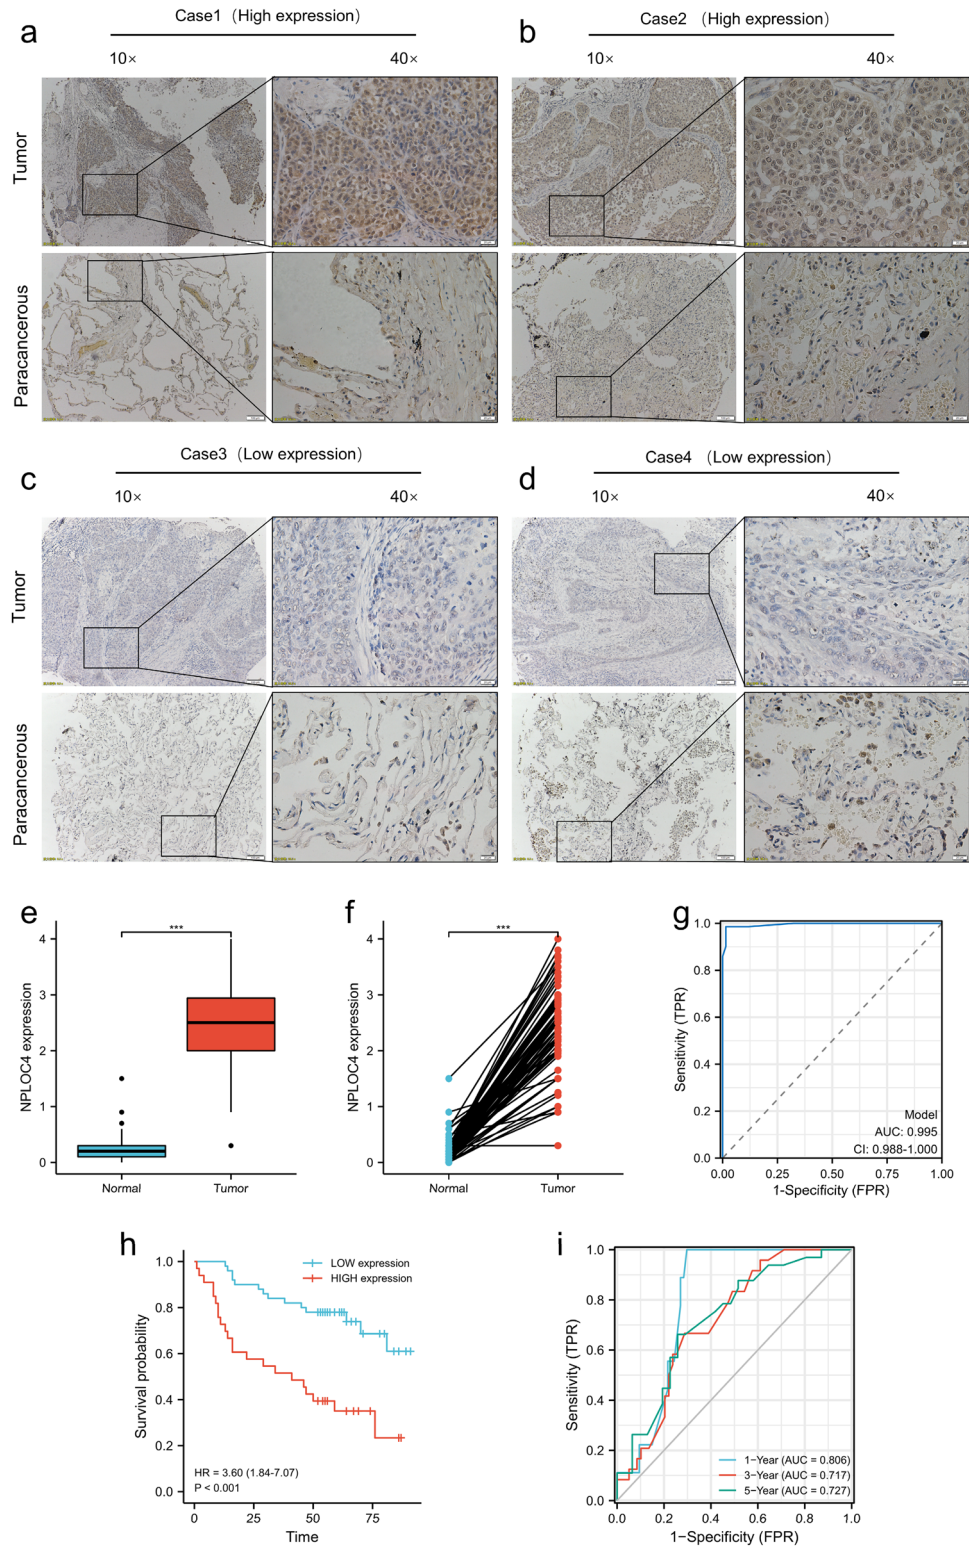 a
Case1（High expression）
10×
40×
b
Case2（High expression）
10×
40×
Tumor
Paracancerous
c
Case3（Low expression）
10×
40×
d
Case4（Low expression）
10×
40×
Tumor
Paracancerous
e
NPLOC4 expression
4
3
2
1
0
***
Normal
Tumor
f
NPLOC4 expression
4
3
2
1
0
***
Normal
Tumor
g
Sensitivity (TPR)
1.0
0.8
0.6
0.4
0.2
0.0
Model
AUC: 0.995
CI: 0.988-1.000
0.00
0.25
0.50
0.75
1.00
1-Specificity (FPR)
h
Survival probability
1.0
0.8
0.6
0.4
0.2
0.0
LOW expression
HIGH expression
HR = 3.60 (1.84-7.07)
P < 0.001
0
25
50
75
Time
i
Sensitivity (TPR)
1.0
0.8
0.6
0.4
0.2
0.0
1-Year (AUC = 0.806)
3-Year (AUC = 0.717)
5-Year (AUC = 0.727)
0.0
0.2
0.4
0.6
0.8
1.0
1-Specificity (FPR)